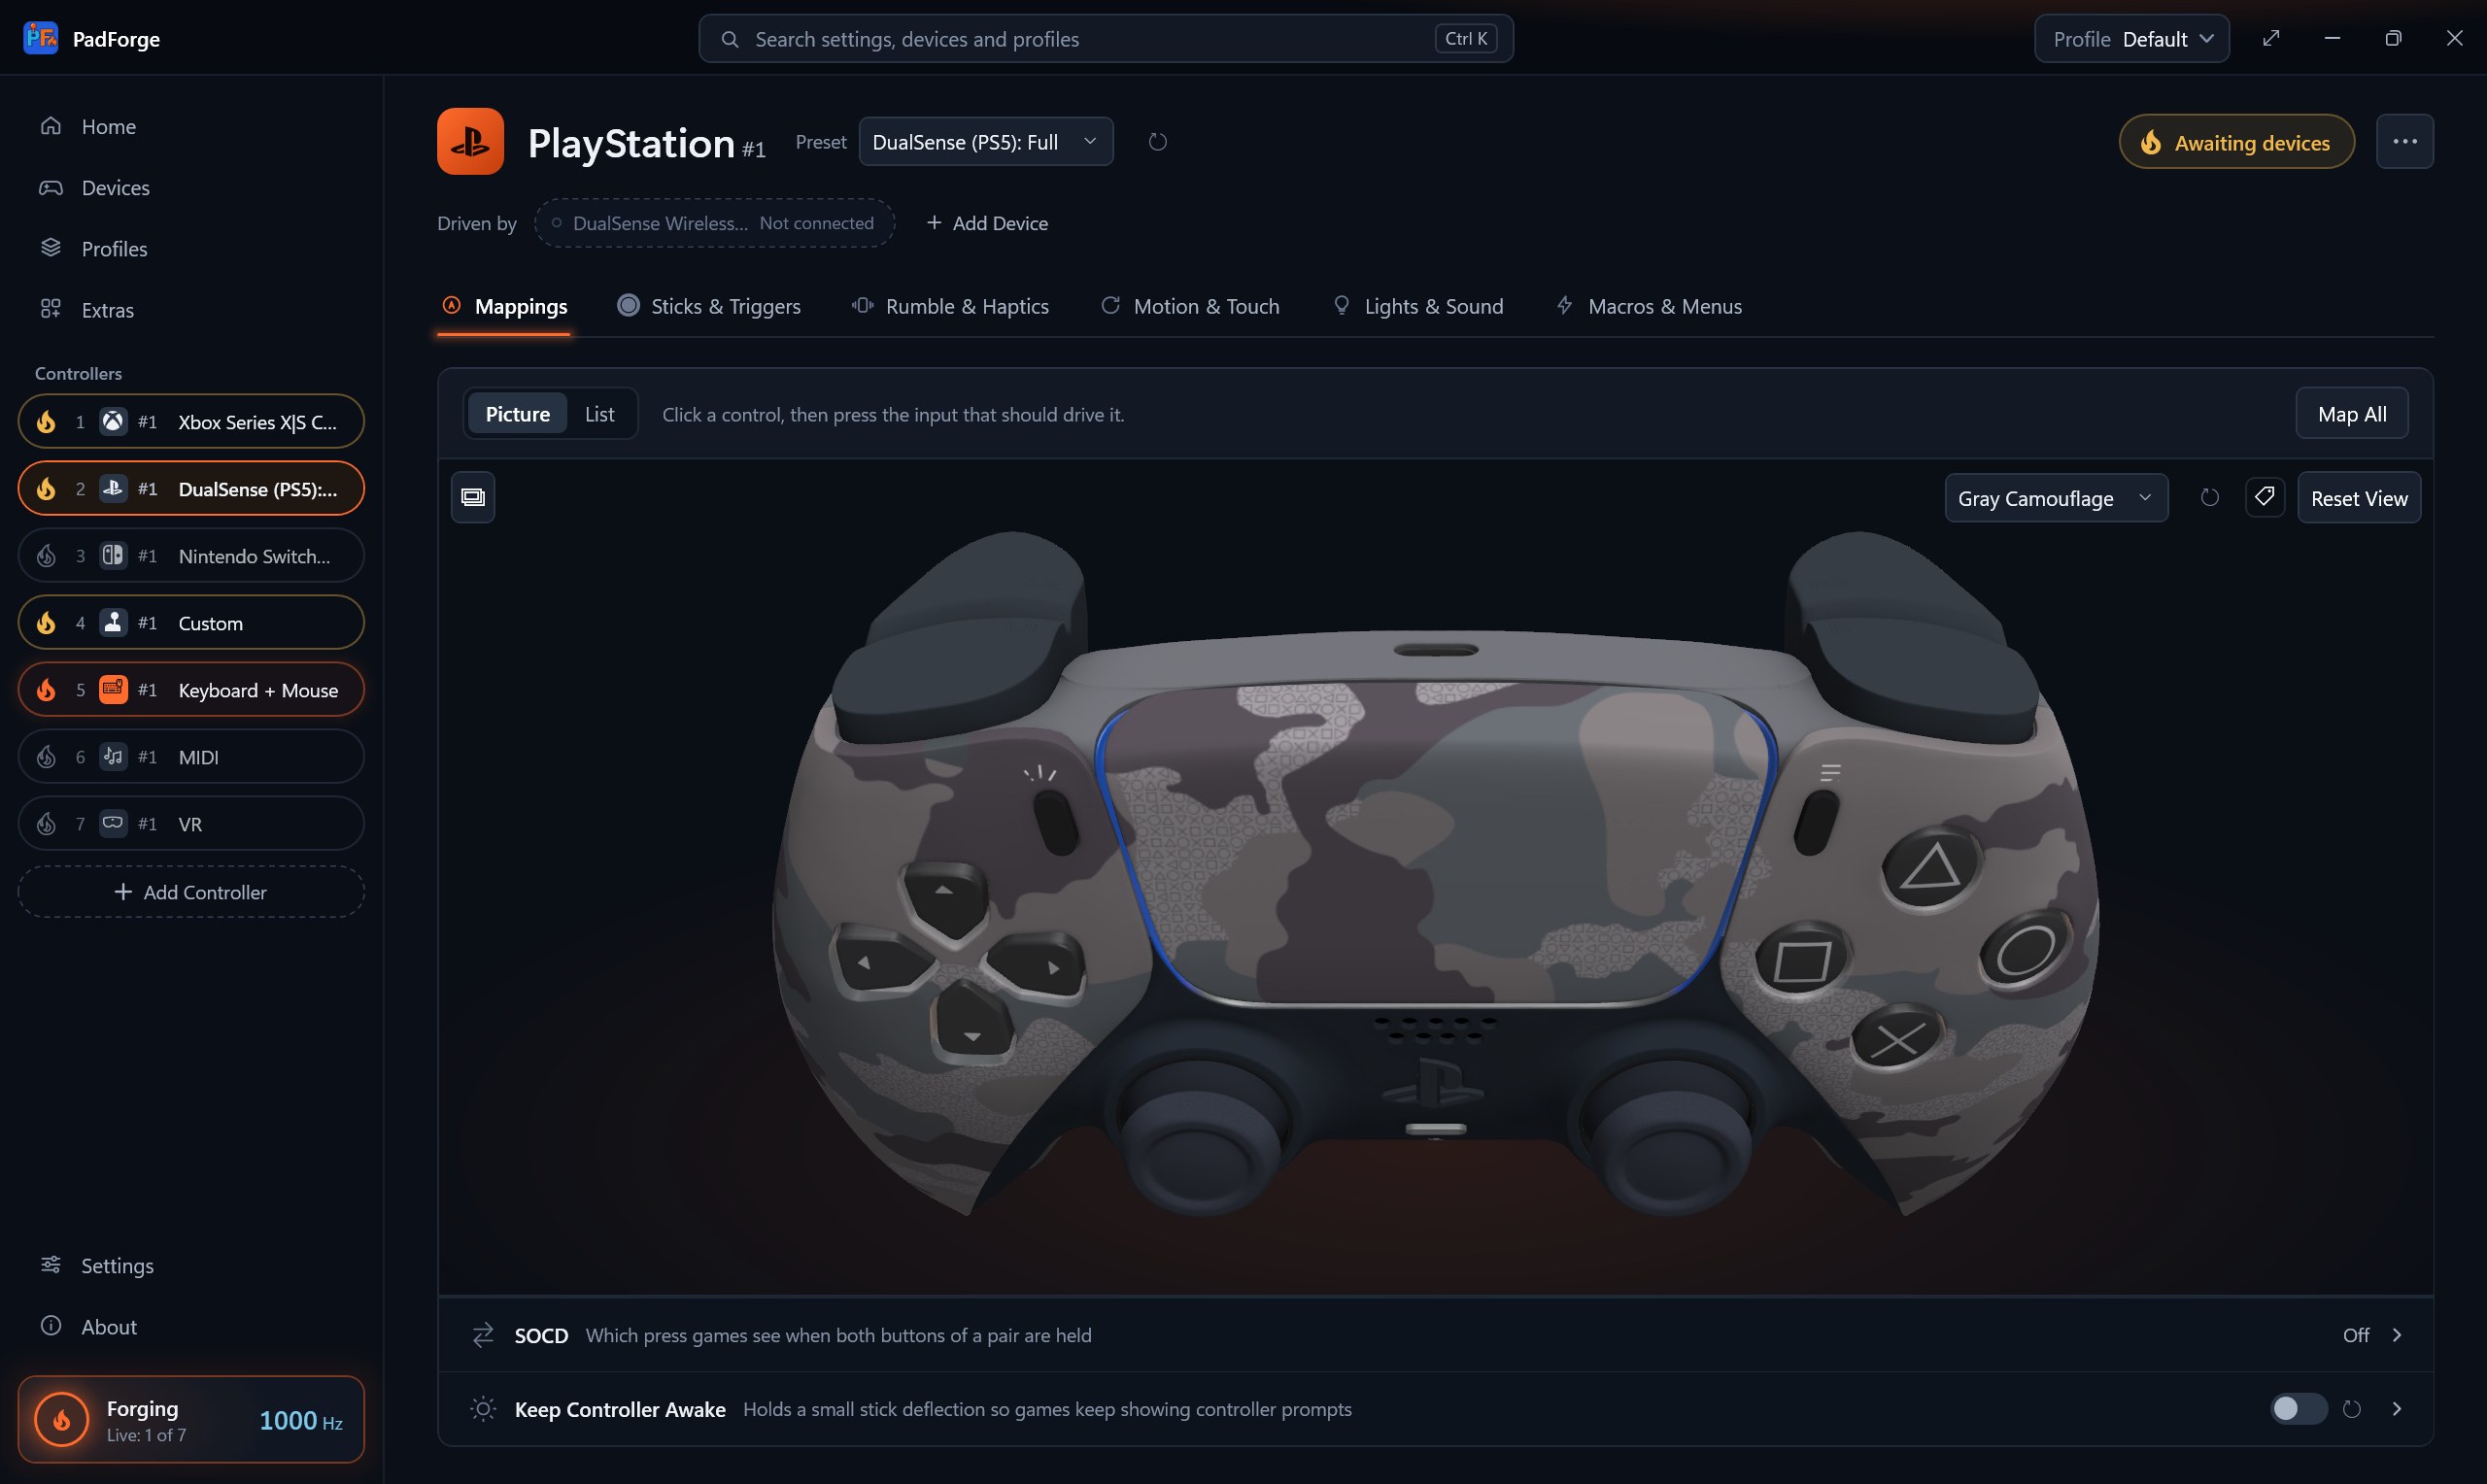 PadForge
Search settings, devices and profiles
Ctrl K
Profile Default
Home
Devices
Profiles
Extras
Controllers
1 #1 Xbox Series X|S C...
2 #1 DualSense (PS5):...
3 #1 Nintendo Switch...
4 #1 Custom
5 #1 Keyboard + Mouse
6 #1 MIDI
7 #1 VR
+ Add Controller
Settings
About
Forging
Live: 1 of 7
1000 Hz
PlayStation #1
Preset DualSense (PS5): Full
Awaiting devices
Driven by DualSense Wireless... Not connected + Add Device
Mappings
Sticks & Triggers
Rumble & Haptics
Motion & Touch
Lights & Sound
Macros & Menus
Picture List Click a control, then press the input that should drive it.
Map All
Gray Camouflage
Reset View
SOCD Which press games see when both buttons of a pair are held
Off
Keep Controller Awake Holds a small stick deflection so games keep showing controller prompts